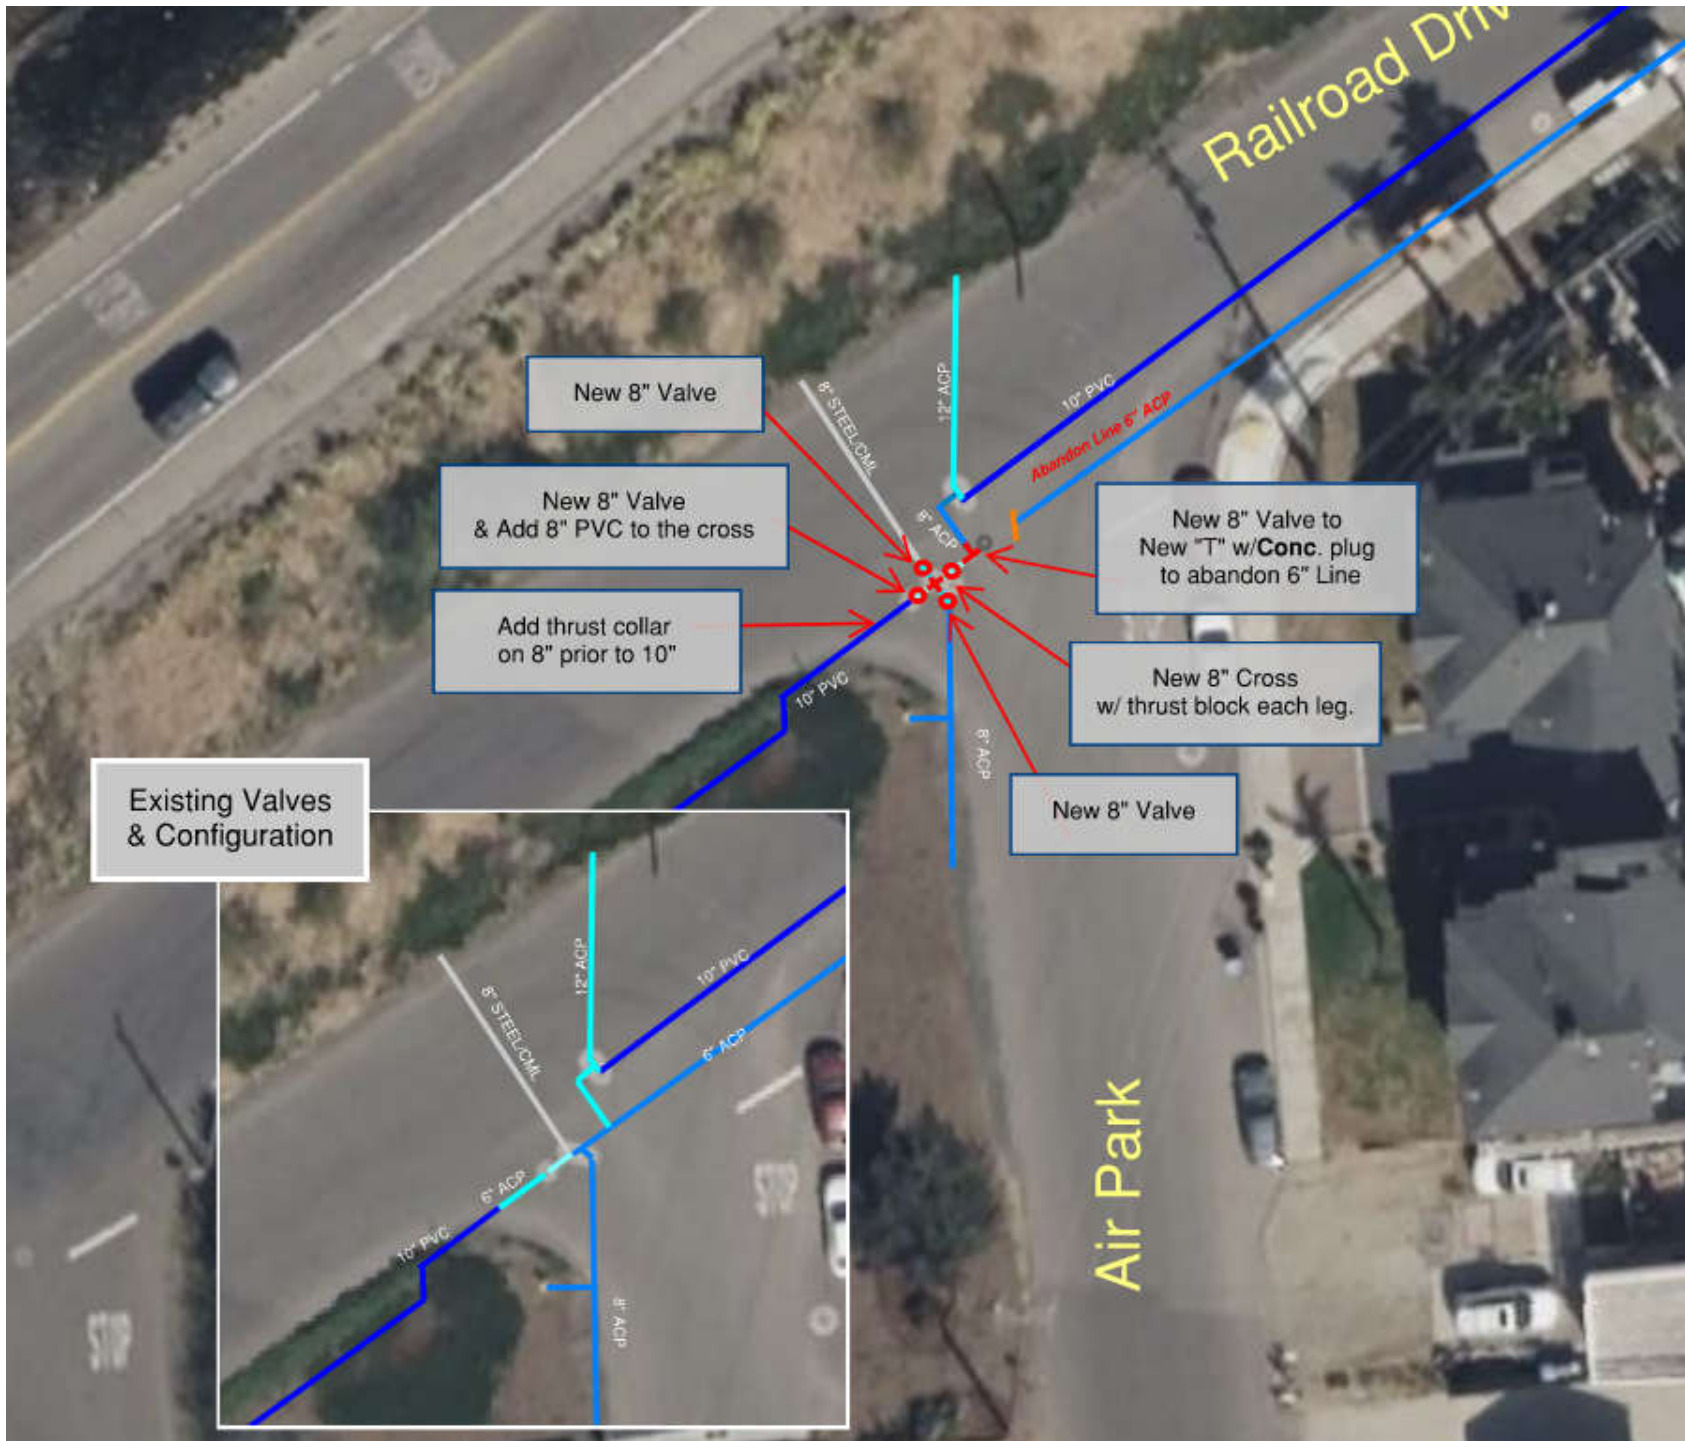 Railroad Driv
New 8" Valve
8" STEEL/CML
12" ACP
10" PVC
Abandon Line 6" ACP
New 8" Valve
& Add 8" PVC to the cross
8" ACP
New 8" Valve to
New "T" w/Conc. plug
to abandon 6" Line
Add thrust collar
on 8" prior to 10"
10" PVC
New 8" Cross
w/ thrust block each leg.
8" ACP
New 8" Valve
Existing Valves
& Configuration
12" ACP
10" PVC
8" STEEL/CML
6" ACP
6" ACP
10" PVC
8" ACP
Air Park
STOP
STOP